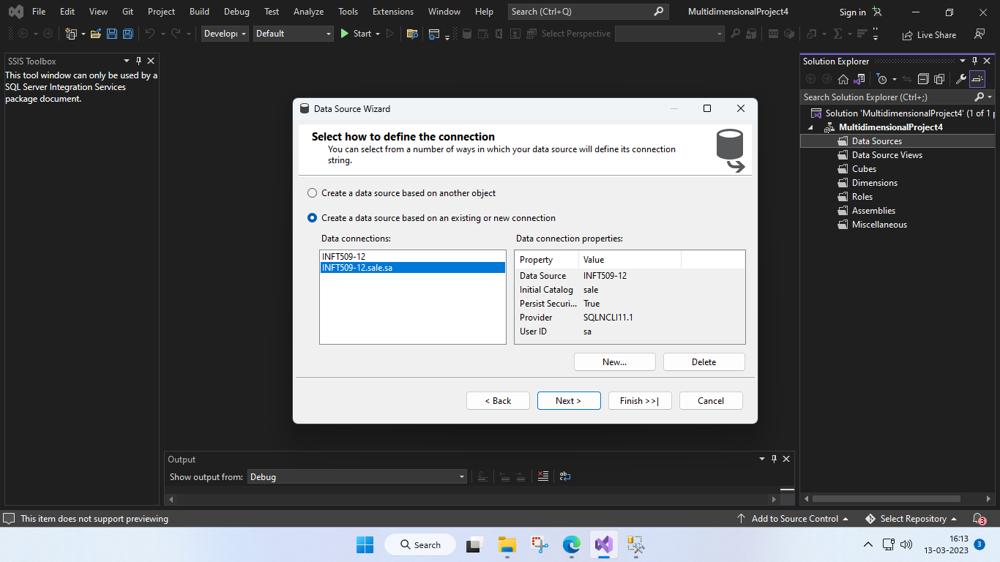 File Edit View Git Project Build Debug Test Analyze Tools Extensions Window Help Search (Ctrl+Q) MultidimensionalProject4 Sign in
Developr Default Start Select Perspective Live Share
SSIS Toolbox
This tool window can only be used by a
SQL Server Integration Services
package document.
Data Source Wizard
Select how to define the connection
You can select from a number of ways in which your data source will define its connection
string.
Create a data source based on another object
Create a data source based on an existing or new connection
Data connections: Data connection properties:
INFT509-12
INFT509-12.sale.sa
Property Value
Data Source INFT509-12
Initial Catalog sale
Persist Securi... True
Provider SQLNCLI11.1
User ID sa
New... Delete
< Back Next > Finish >>| Cancel
Solution Explorer
Search Solution Explorer (Ctrl+;)
Solution 'MultidimensionalProject4' (1 of 1 p
MultidimensionalProject4
Data Sources
Data Source Views
Cubes
Dimensions
Roles
Assemblies
Miscellaneous
Output
Show output from: Debug
This item does not support previewing Add to Source Control Select Repository 3
Search
16:13
13-03-2023 3